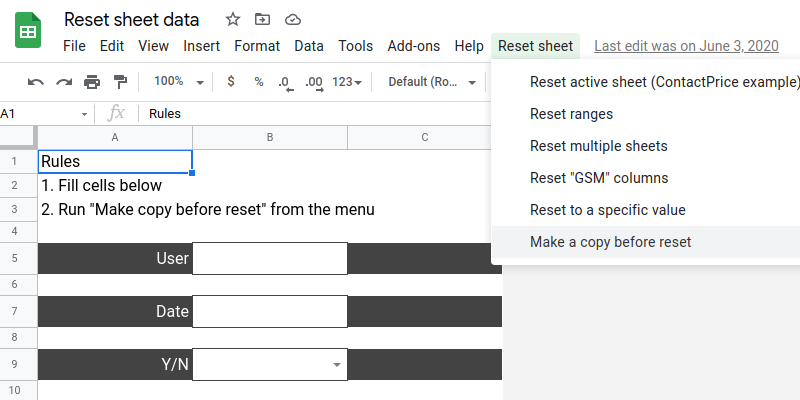 Reset sheet data
File Edit View Insert Format Data Tools Add-ons Help Reset sheet Last edit was on June 3, 2020
100% $ % .0 .00 123 Default (Ro...
A1 fx Rules
A B C
1 Rules
2 1. Fill cells below
3 2. Run "Make copy before reset" from the menu
4
5 User
6
7 Date
8
9 Y/N
10
Reset active sheet (ContactPrice example)
Reset ranges
Reset multiple sheets
Reset "GSM" columns
Reset to a specific value
Make a copy before reset